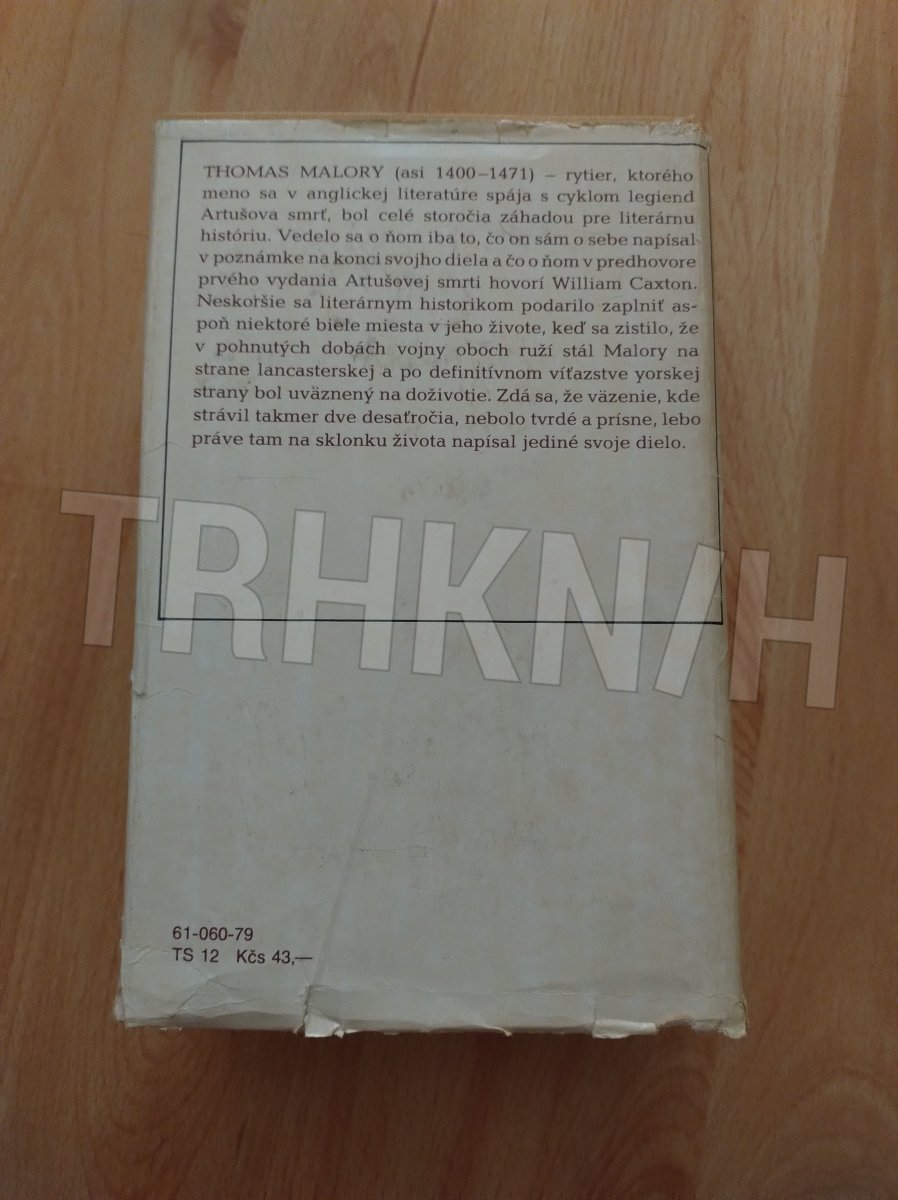 THOMAS MALORY (asi 1400–1471) – rytier, ktorého
meno sa v anglickej literatúre spája s cyklom legiend
Artušova smrť, bol celé storočia záhadou pre literárnu
históriu. Vedelo sa o ňom iba to, čo on sám o sebe napísal
v poznámke na konci svojho diela a čo o ňom v predhovore
prvého vydania Artušovej smrti hovorí William Caxton.
Neskoršie sa literárnym historikom podarilo zaplniť as-
poň niektoré biele miesta v jeho živote, keď sa zistilo, že
v pohnutých dobách vojny oboch ruží stál Malory na
strane lancasterskej a po definitívnom víťazstve yorskej
strany bol uväznený na doživotie. Zdá sa, že väzenie, kde
strávil takmer dve desaťročia, nebolo tvrdé a prísne, lebo
práve tam na sklonku života napísal jediné svoje dielo.
TRHKNIH
61-060-79
TS 12 Kčs 43,—